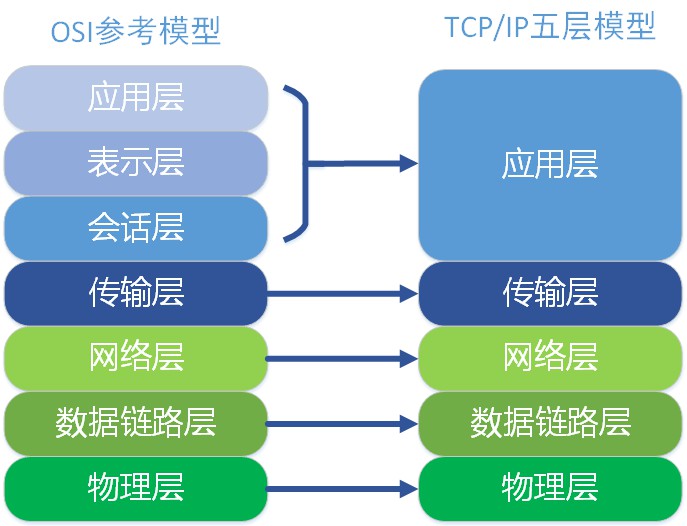 OSI参考模型
TCP/IP五层模型
应用层
表示层
会话层
传输层
网络层
数据链路层
物理层
应用层
传输层
网络层
数据链路层
物理层